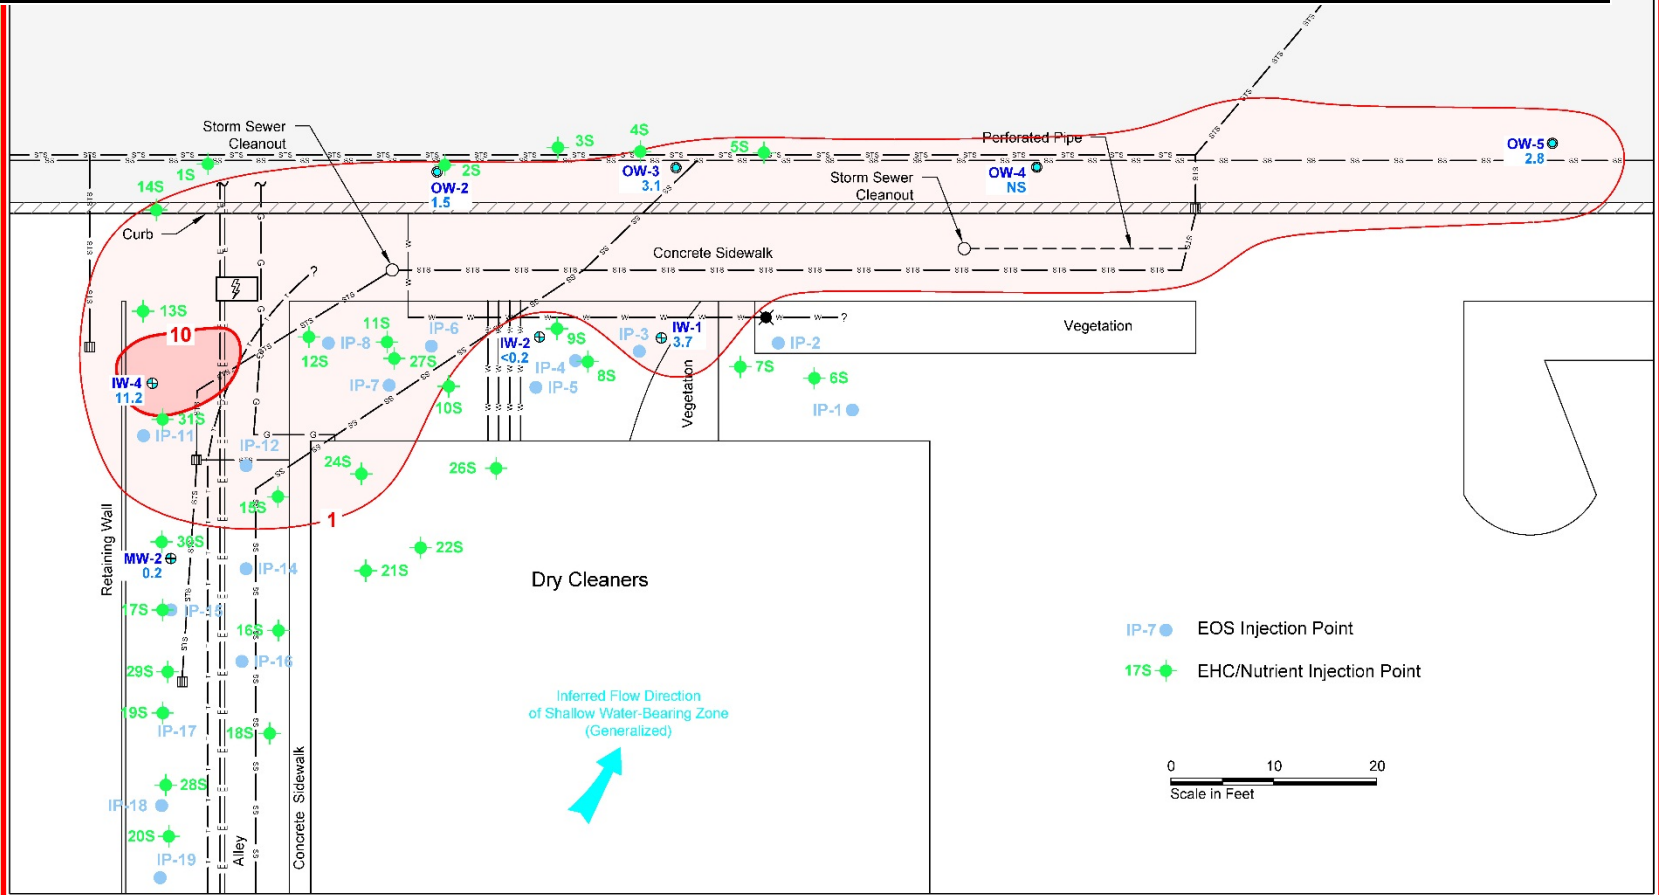 Storm Sewer
Cleanout
3S
4S
5S
Perforated Pipe
OW-5
2.8
1S
2S
OW-2
1.5
OW-3
3.1
Storm Sewer
Cleanout
OW-4
NS
14S
Curb
Concrete Sidewalk
?
13S
10
IW-4
11.2
31S
IP-11
12S
IP-8
11S
27S
IP-6
IP-7
10S
IW-2
<0.2
9S
IP-4
8S
IP-5
IP-3
IW-1
3.7
Vegetation
?
IP-2
7S
6S
IP-1
Vegetation
IP-12
24S
26S
15S
1
Retaining Wall
30S
MW-2
0.2
22S
21S
IP-14
Dry Cleaners
17S
IP-15
16S
IP-16
29S
19S
IP-17
18S
28S
IP-18
20S
IP-19
Alley
Concrete Sidewalk
Inferred Flow Direction
of Shallow Water-Bearing Zone
(Generalized)
IP-7 EOS Injection Point
17S EHC/Nutrient Injection Point
0 10 20
Scale in Feet